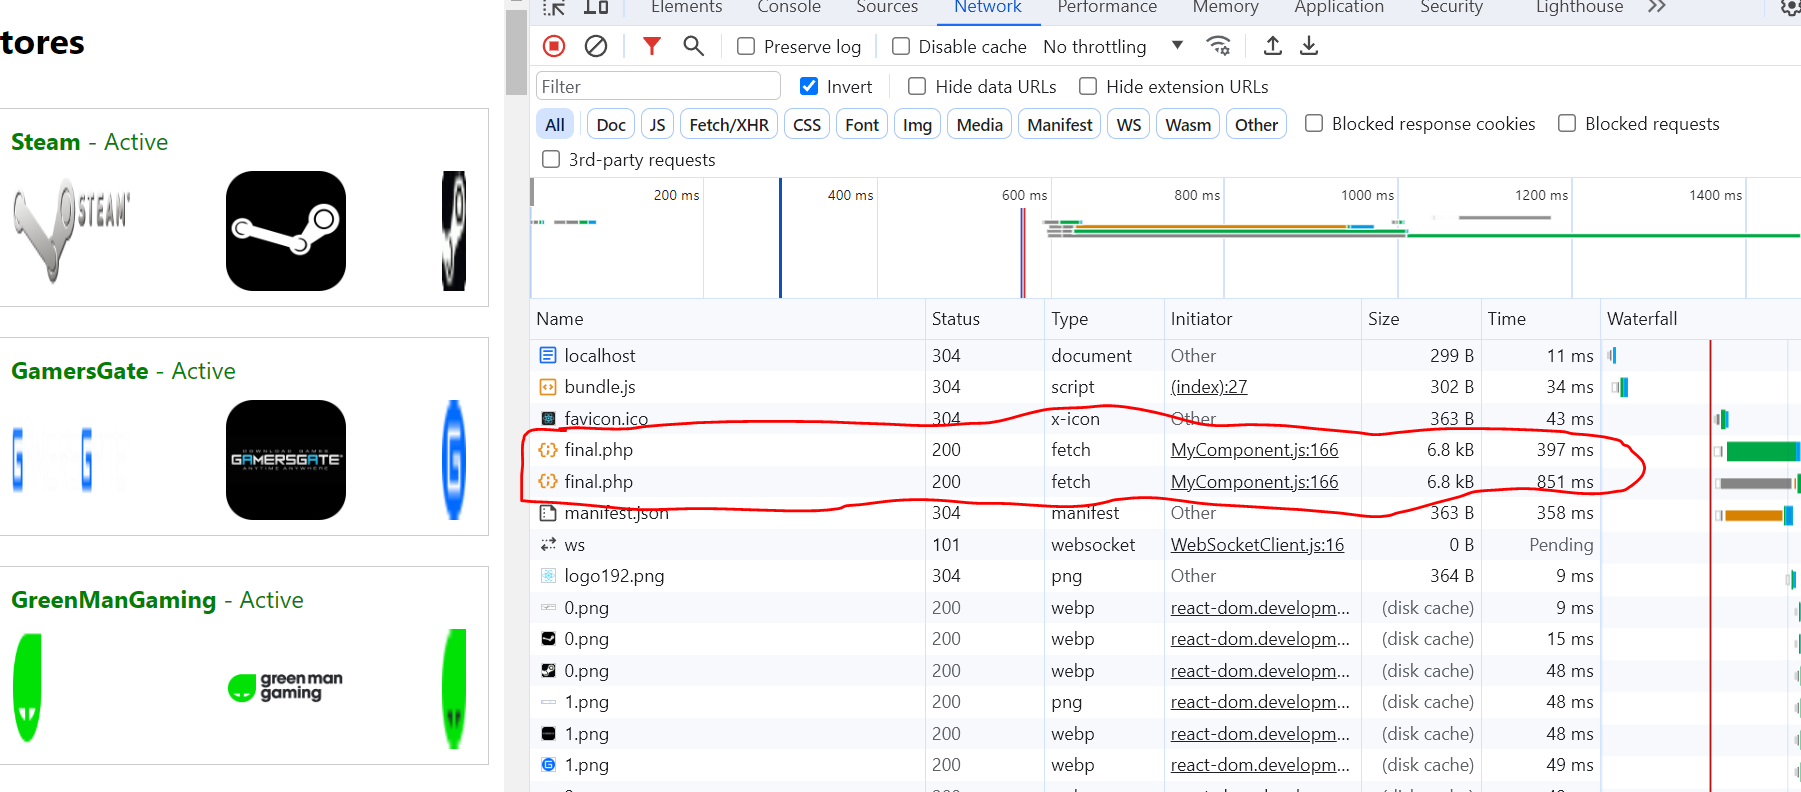 tores
Steam - Active
STEAM
GamersGate - Active
DOWNLOAD GAMES
GAMERSGATE
ANYTIME ANYWHERE
GreenManGaming - Active
green man
gaming
Elements Console Sources Network Performance Memory Application Security Lighthouse
Preserve log Disable cache No throttling
Filter Invert Hide data URLs Hide extension URLs
All Doc JS Fetch/XHR CSS Font Img Media Manifest WS Wasm Other Blocked response cookies Blocked requests
3rd-party requests
200 ms 400 ms 600 ms 800 ms 1000 ms 1200 ms 1400 ms
Name Status Type Initiator Size Time Waterfall
localhost 304 document Other 299 B 11 ms
bundle.js 304 script (index):27 302 B 34 ms
favicon.ico 304 x-icon Other 363 B 43 ms
final.php 200 fetch MyComponent.js:166 6.8 kB 397 ms
final.php 200 fetch MyComponent.js:166 6.8 kB 851 ms
manifest.json 304 manifest Other 363 B 358 ms
ws 101 websocket WebSocketClient.js:16 0 B Pending
logo192.png 304 png Other 364 B 9 ms
0.png 200 webp react-dom.developm... (disk cache) 9 ms
0.png 200 webp react-dom.developm... (disk cache) 15 ms
0.png 200 webp react-dom.developm... (disk cache) 48 ms
1.png 200 png react-dom.developm... (disk cache) 48 ms
1.png 200 webp react-dom.developm... (disk cache) 48 ms
1.png 200 webp react-dom.developm... (disk cache) 49 ms